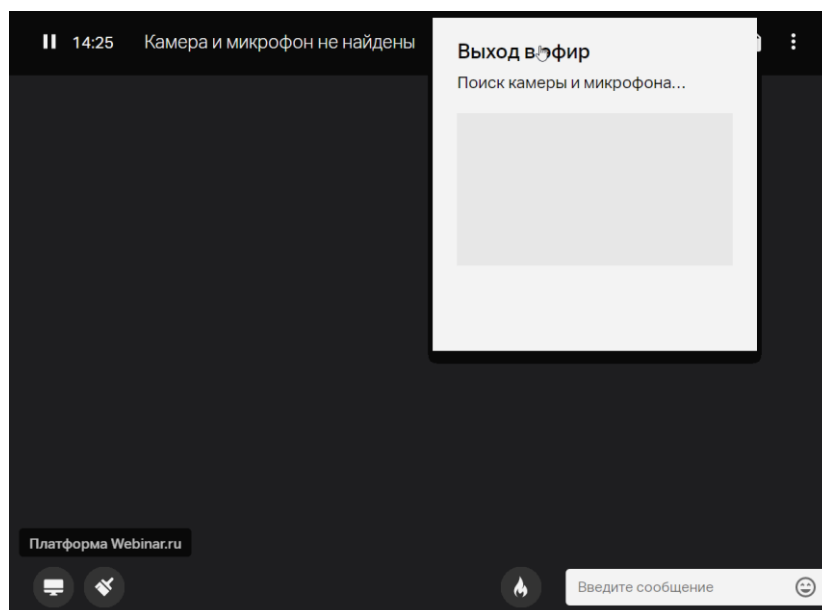 14:25 Камера и микрофон не найдены
Выход в эфир
Поиск камеры и микрофона...
Платформа Webinar.ru
Введите сообщение